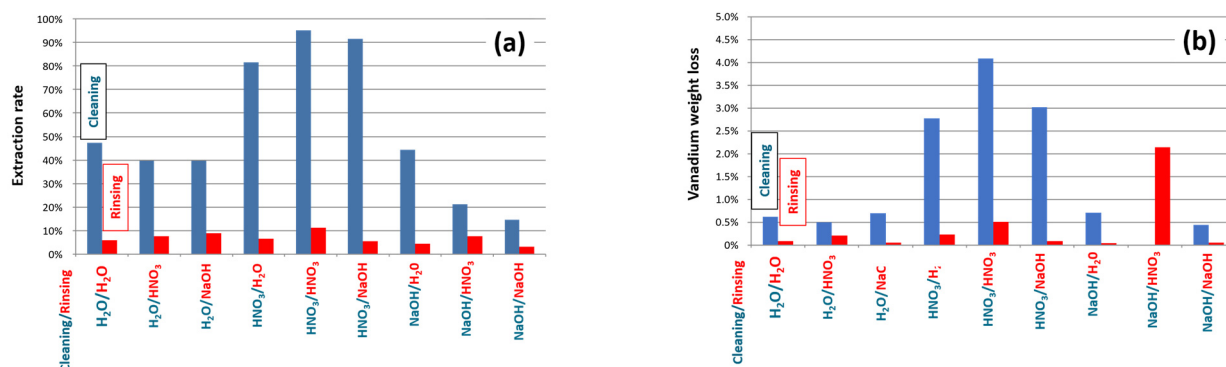 (a)
Extraction rate
100%
90%
80%
70%
60%
50%
40%
30%
20%
10%
0%
Cleaning
Rinsing
Cleaning/Rinsing
H₂O/H₂O
H₂O/HNO₃
H₂O/NaOH
HNO₃/H₂O
HNO₃/HNO₃
HNO₃/NaOH
NaOH/H₂0
NaOH/HNO₃
NaOH/NaOH
(b)
Vanadium weight loss
5.0%
4.5%
4.0%
3.5%
3.0%
2.5%
2.0%
1.5%
1.0%
0.5%
0%
Cleaning
Rinsing
Cleaning/Rinsing
H₂O/H₂O
H₂O/HNO₃
H₂O/NaC
HNO₃/H
HNO₃/HNO₃
HNO₃/NaOH
NaOH/H₂0
NaOH/HNO₃
NaOH/NaOH